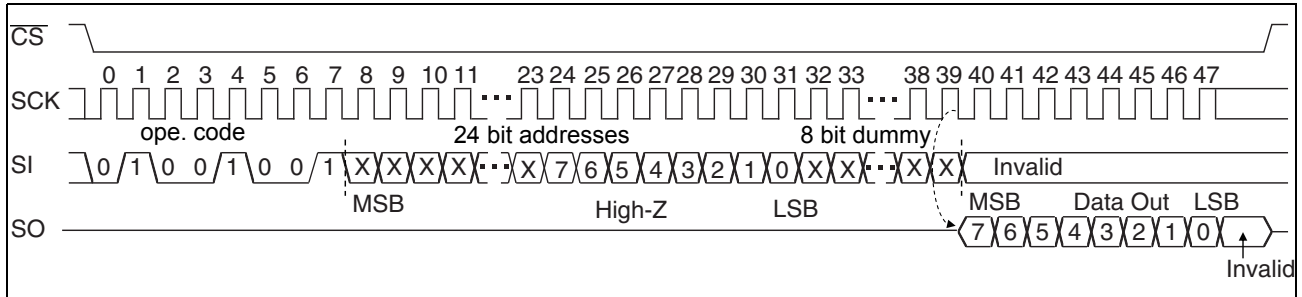 CS
0 1 2 3 4 5 6 7 8 9 10 11 23 24 25 26 27 28 29 30 31 32 33 38 39 40 41 42 43 44 45 46 47
SCK
ope. code 24 bit addresses 8 bit dummy
SI 0 1 0 0 1 0 0 1 X X X X X 7 6 5 4 3 2 1 0 X X X X Invalid
MSB High-Z LSB MSB Data Out LSB
SO 7 6 5 4 3 2 1 0
Invalid